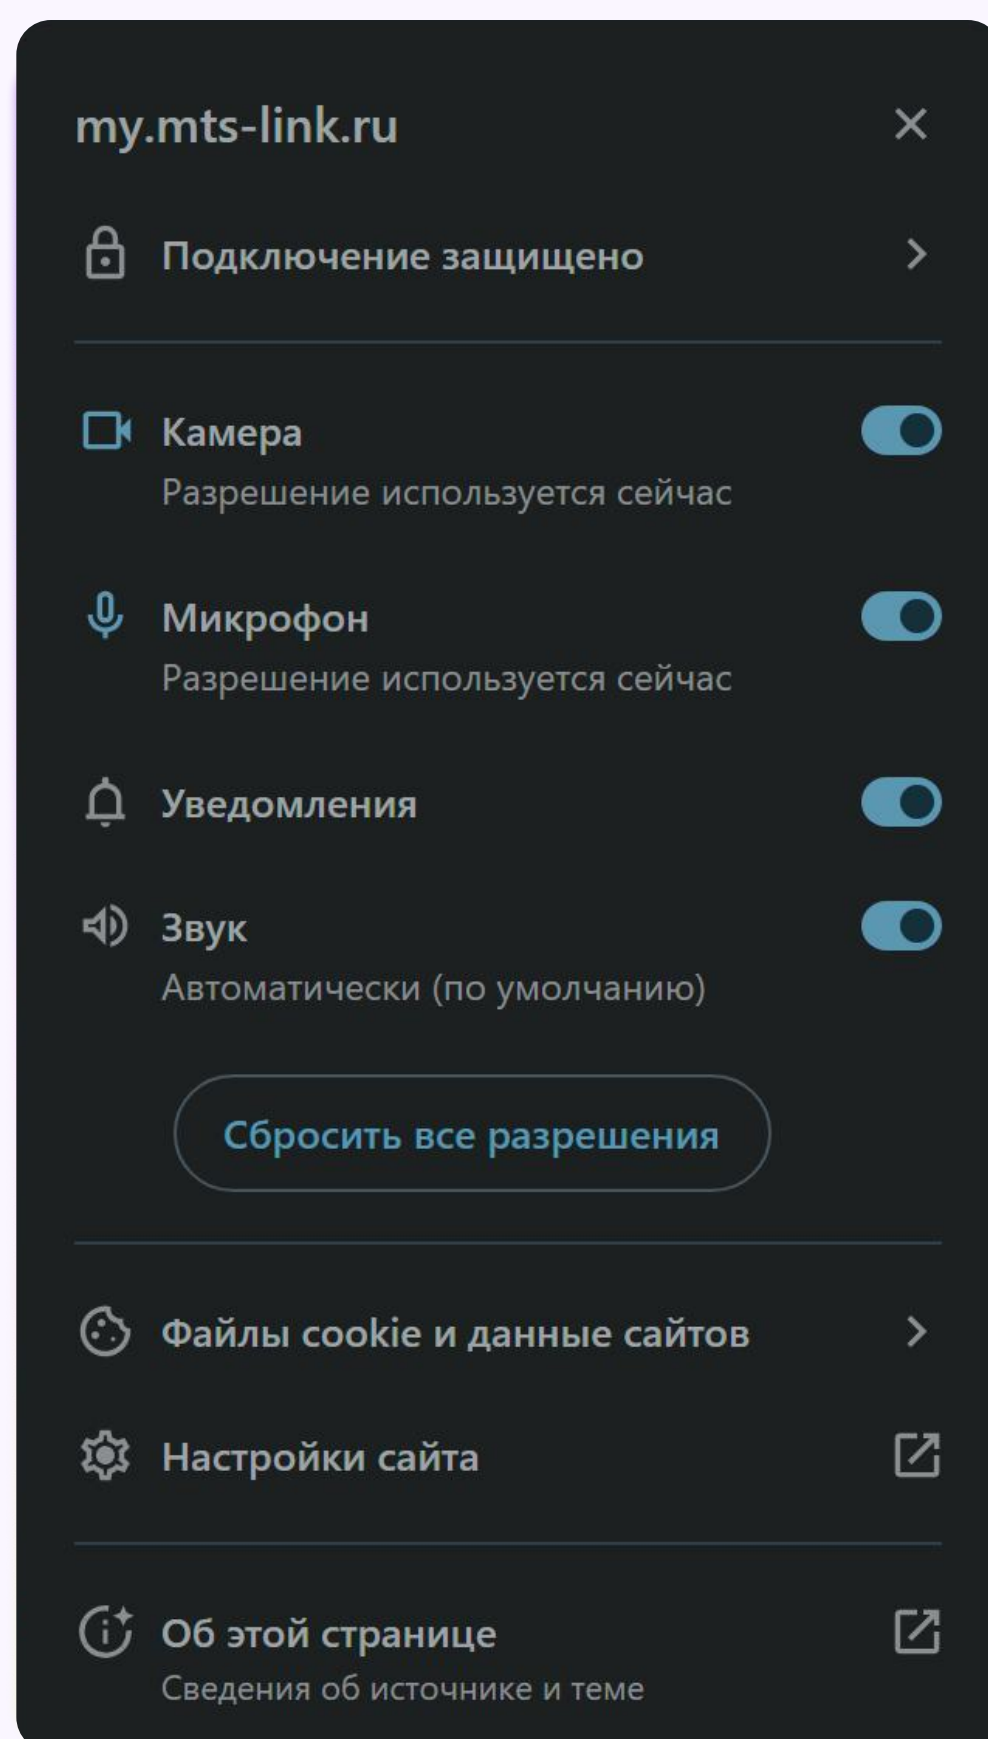 my.mts-link.ru
Подключение защищено
Камера
Разрешение используется сейчас
Микрофон
Разрешение используется сейчас
Уведомления
Звук
Автоматически (по умолчанию)
Сбросить все разрешения
Файлы cookie и данные сайтов
Настройки сайта
Об этой странице
Сведения об источнике и теме